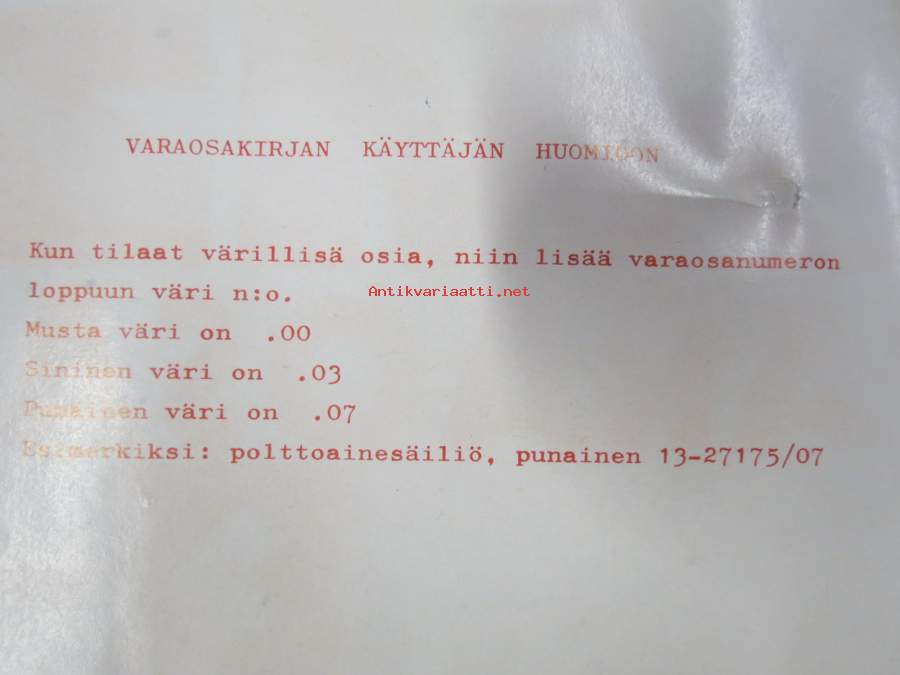 VARAOSAKIRJAN KÄYTTÄJÄN HUOMIOON
Kun tilaat värillisä osia, niin lisää varaosanumeron
loppuun väri n:o.
Antikvariaatti.net
Musta väri on .00
Sininen väri on .03
Punainen väri on .07
Esimerkiksi: polttoainesäiliö, punainen 13-27175/07